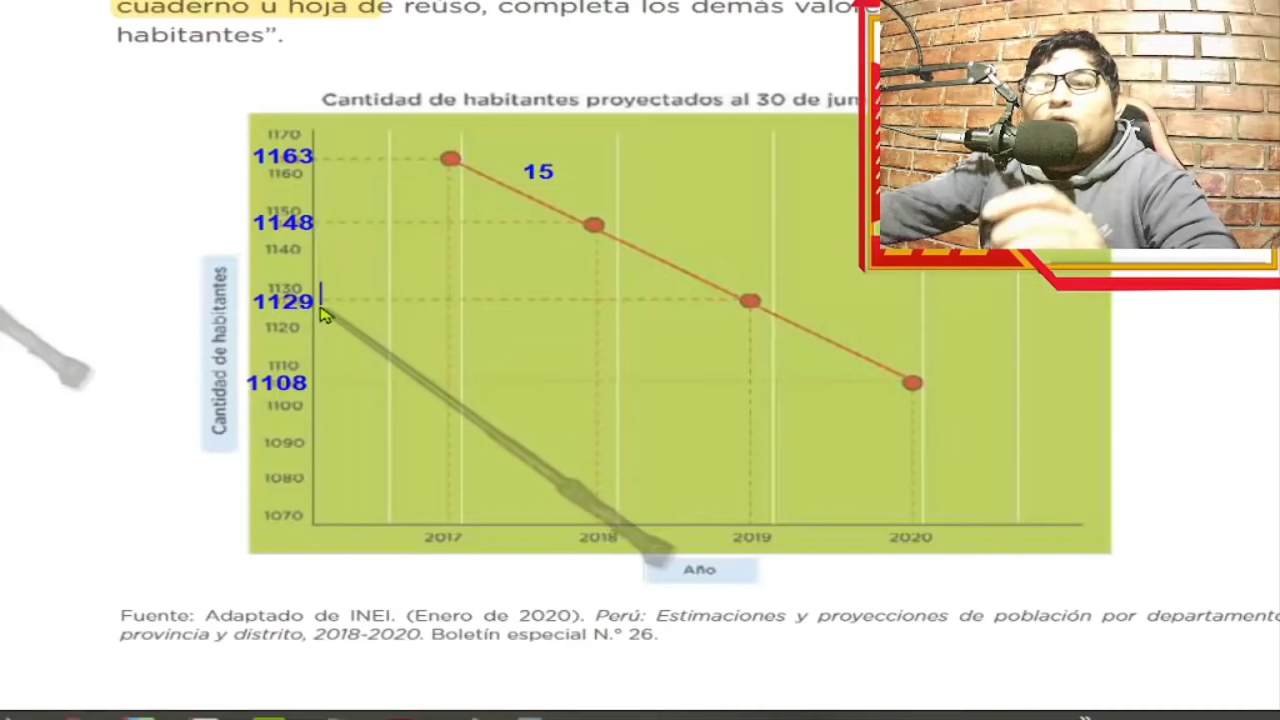 cuaderno u hoja de reúso, completa los demás
habitantes”.
Cantidad de habitantes proyectados al 30 de
1170
1163
1160
1150
1148
1140
1130
1129
1120
1110
1108
1100
1090
1080
1070
15
Cantidad de habitantes
2017 2018 2019 2020
Año
Fuente: Adaptado de INEI. (Enero de 2020). Perú: Estimaciones y proyecciones de población por
provincia y distrito, 2018-2020. Boletín especial N.° 26.